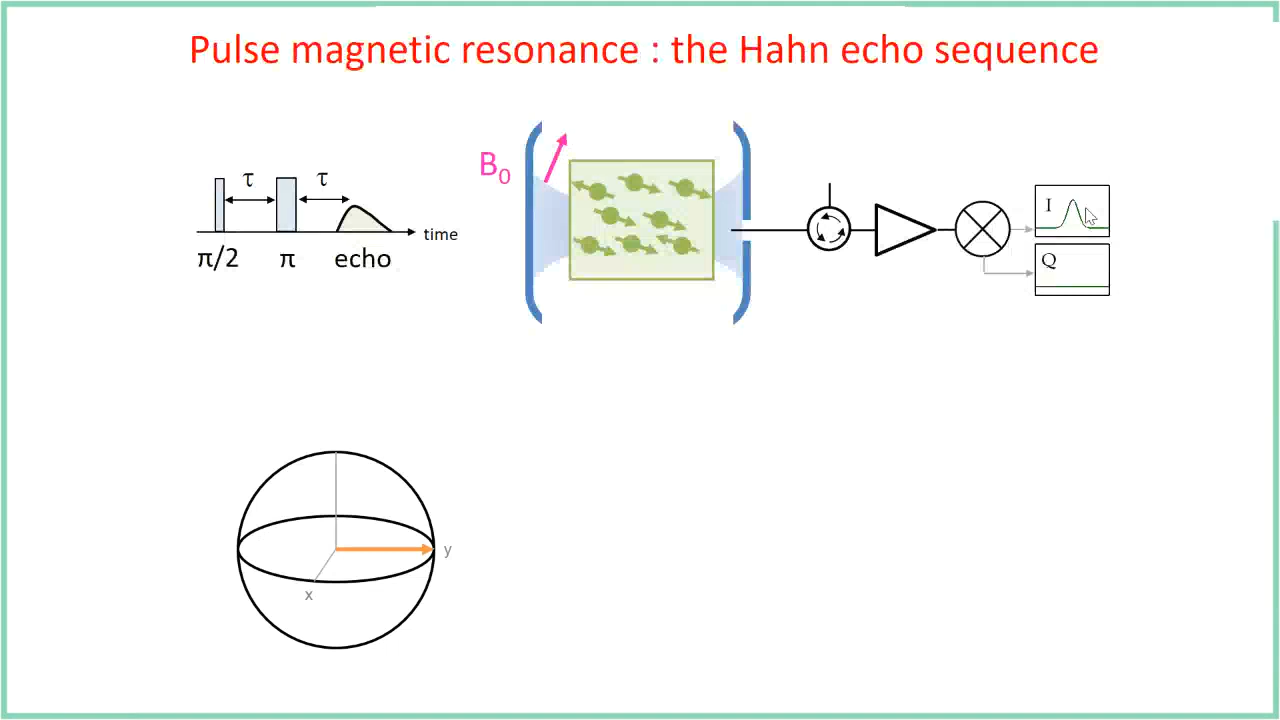 Pulse magnetic resonance : the Hahn echo sequence
τ τ
π/2 π echo
time
B0
I
Q
y
x